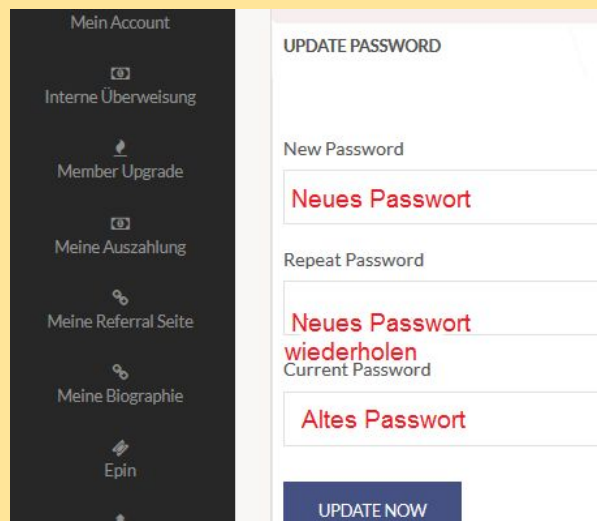 Mein Account
Interne Überweisung
Member Upgrade
Meine Auszahlung
Meine Referral Seite
Meine Biographie
Epin
UPDATE PASSWORD
New Password
Neues Passwort
Repeat Password
Neues Passwort
wiederholen
Current Password
Altes Passwort
UPDATE NOW